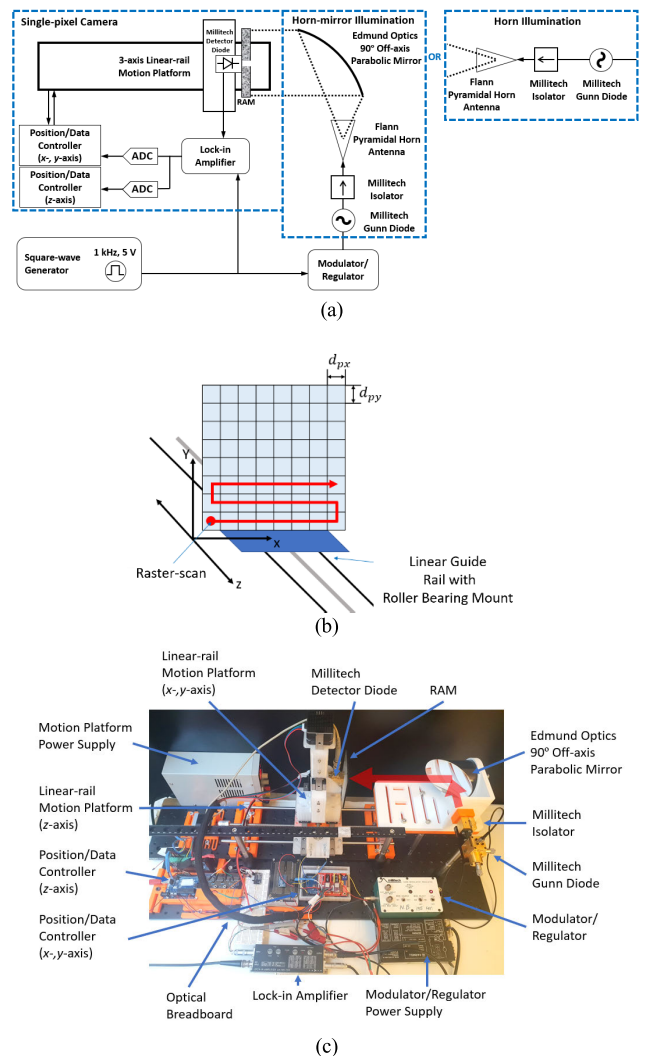 Single-pixel Camera
Millitech
Detector
Diode
3-axis Linear-rail
Motion Platform
RAM
Position/Data
Controller
(x-, y-axis)
ADC
Lock-in
Amplifier
Position/Data
Controller
(z-axis)
ADC
Horn-mirror Illumination
Edmund Optics
90° Off-axis
Parabolic Mirror
Flann
Pyramidal Horn
Antenna
Millitech
Isolator
Millitech
Gunn Diode
OR
Horn Illumination
Flann
Pyramidal Horn
Antenna
Millitech
Isolator
Millitech
Gunn Diode
Square-wave
Generator
1 kHz, 5 V
Modulator/
Regulator
(a)
dpx
dpy
Y
X
Z
Raster-scan
Linear Guide
Rail with
Roller Bearing Mount
(b)
Linear-rail
Motion Platform
(x-,y-axis)
Millitech
Detector Diode
RAM
Motion Platform
Power Supply
Edmund Optics
90° Off-axis
Parabolic Mirror
Linear-rail
Motion Platform
(z-axis)
Millitech
Isolator
Position/Data
Controller
(z-axis)
Millitech
Gunn Diode
Position/Data
Controller
(x-,y-axis)
Modulator/
Regulator
Optical
Breadboard
Lock-in Amplifier
Modulator/Regulator
Power Supply
(c)